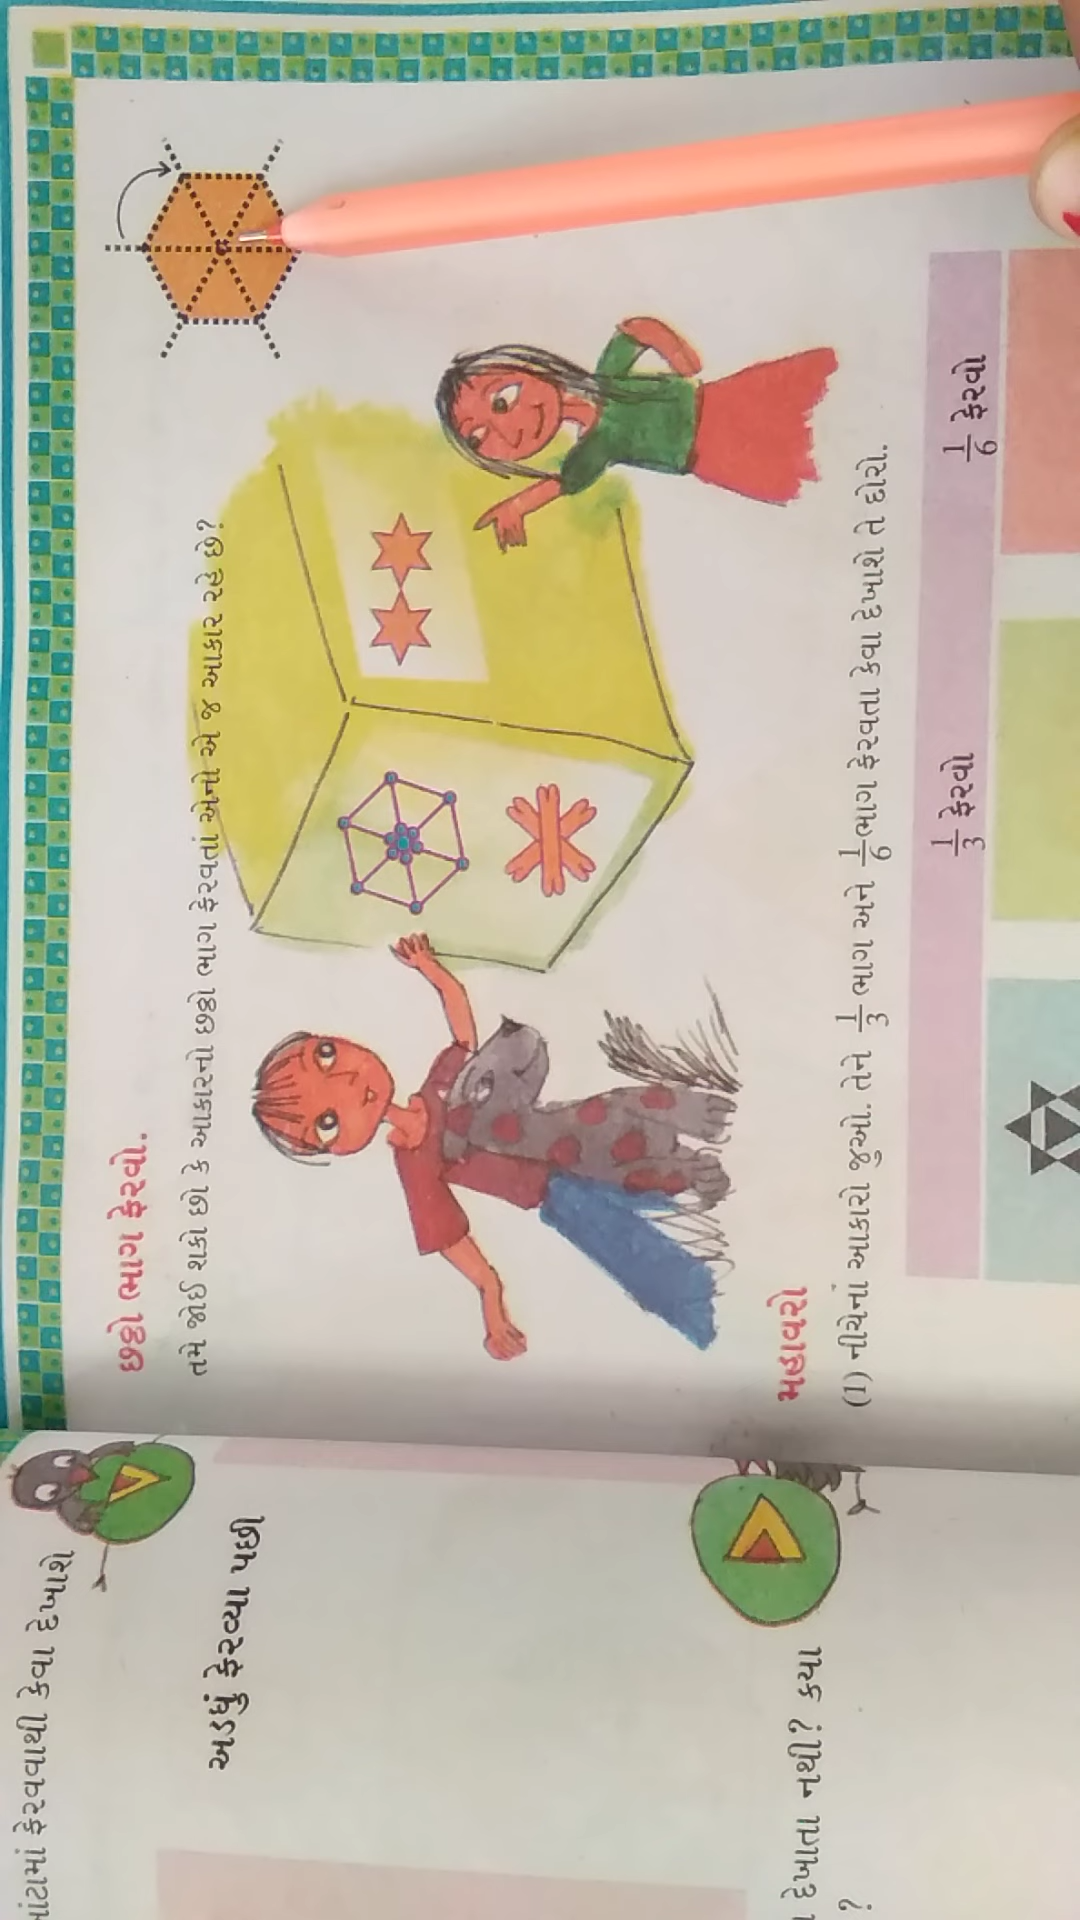 છઠ્ઠો ભાગ ફેરવો.
તમે જોઈ શકો છો કે આકારનો છઠ્ઠો ભાગ ફેરવતાં એનો એ જ આકાર રહે છે?
મહાવરો
(1) નીચેનાં આકારો જુઓ. તેને 1/3 ભાગ અને 1/6 ભાગ ફેરવતા કેવા દેખાશે તે દોરો.
1/3 ફેરવો
1/6 ફેરવો
ફેરવવાથી કેવા દેખાશે
અડધું ફેરવ્યા પછી
દેખાતા નથી? કયા
?